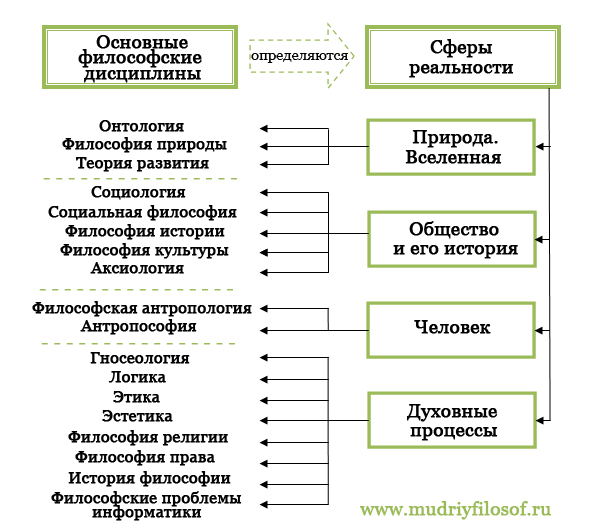 Основные
философские
дисциплины
определяются
Сферы
реальности
Онтология
Философия природы
Теория развития
Природа.
Вселенная
Социология
Социальная философия
Философия истории
Философия культуры
Аксиология
Общество
и его история
Философская антропология
Антропософия
Человек
Гносеология
Логика
Этика
Эстетика
Философия религии
Философия права
История философии
Философские проблемы
информатики
Духовные
процессы
www.mudriyfilosof.ru